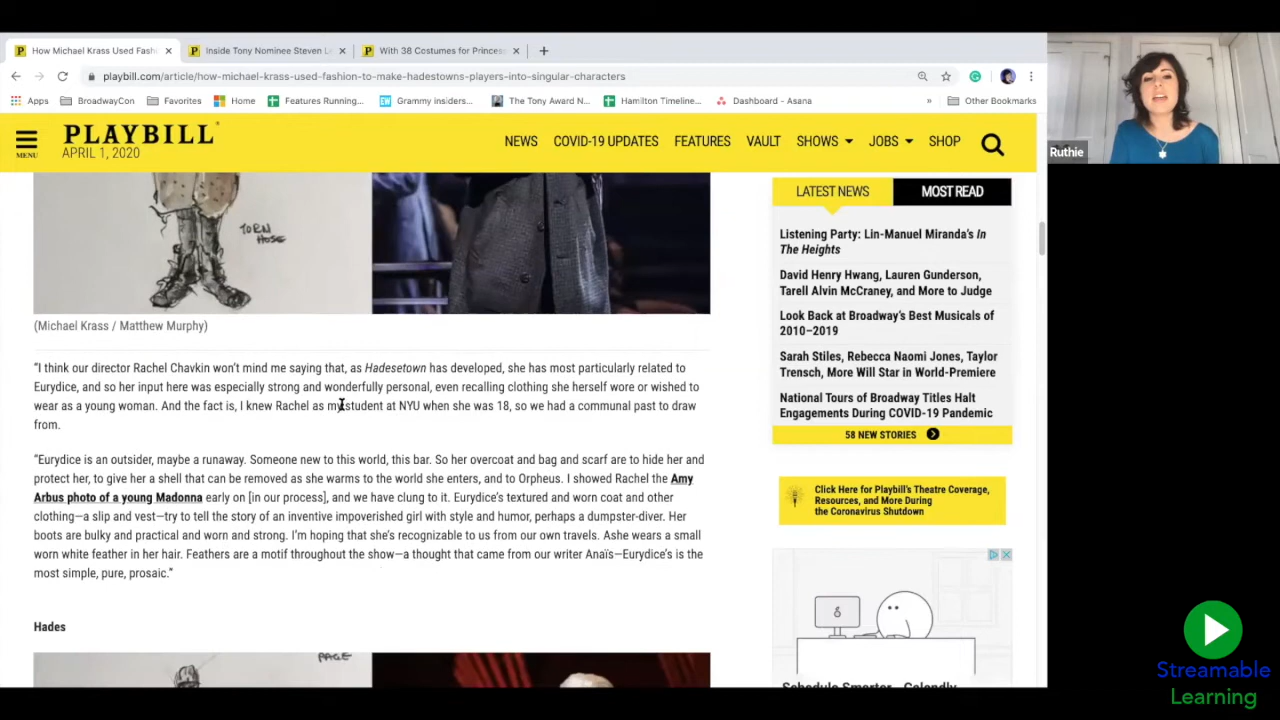 How Michael Krass Used Fashi
Inside Tony Nominee Steven L
With 38 Costumes for Princess
playbill.com/article/how-michael-krass-used-fashion-to-make-hadestowns-players-into-singular-characters
Apps BroadwayCon Favorites Home Features Running... Grammy insiders... The Tony Award N... Hamilton Timeline... Dashboard - Asana » Other Bookmarks
PLAYBILL
MENU
APRIL 1, 2020
NEWS COVID-19 UPDATES FEATURES VAULT SHOWS JOBS SHOP
Ruthie
TORN
HOSE
(Michael Krass / Matthew Murphy)
“I think our director Rachel Chavkin won’t mind me saying that, as Hadesetown has developed, she has most particularly related to
Eurydice, and so her input here was especially strong and wonderfully personal, even recalling clothing she herself wore or wished to
wear as a young woman. And the fact is, I knew Rachel as my student at NYU when she was 18, so we had a communal past to draw
from.
“Eurydice is an outsider, maybe a runaway. Someone new to this world, this bar. So her overcoat and bag and scarf are to hide her and
protect her, to give her a shell that can be removed as she warms to the world she enters, and to Orpheus. I showed Rachel the Amy
Arbus photo of a young Madonna early on [in our process], and we have clung to it. Eurydice’s textured and worn coat and other
clothing—a slip and vest—try to tell the story of an inventive impoverished girl with style and humor, perhaps a dumpster-diver. Her
boots are bulky and practical and worn and strong. I’m hoping that she’s recognizable to us from our own travels. Ashe wears a small
worn white feather in her hair. Feathers are a motif throughout the show—a thought that came from our writer Anaïs—Eurydice’s is the
most simple, pure, prosaic.”
Hades
PAGE
LATEST NEWS MOST READ
Listening Party: Lin-Manuel Miranda’s In
The Heights
David Henry Hwang, Lauren Gunderson,
Tarell Alvin McCraney, and More to Judge
Look Back at Broadway’s Best Musicals of
2010–2019
Sarah Stiles, Rebecca Naomi Jones, Taylor
Trensch, More Will Star in World-Premiere
National Tours of Broadway Titles Halt
Engagements During COVID-19 Pandemic
58 NEW STORIES
Click Here for Playbill’s Theatre Coverage,
Resources, and More During
the Coronavirus Shutdown
Schedule Smarter - Calendly
Streamable
Learning